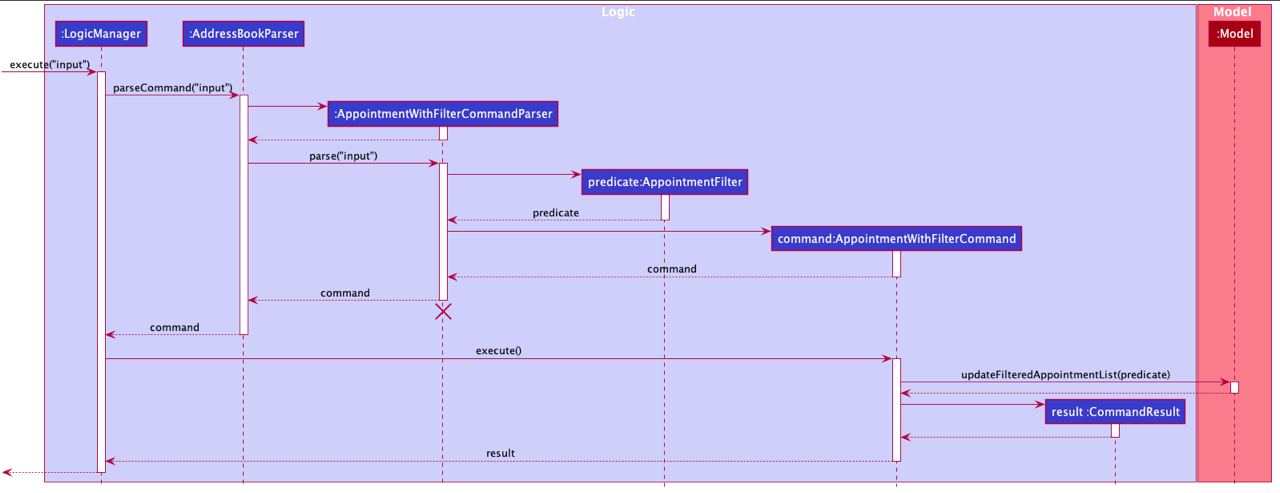 Logic
Model
:LogicManager
:AddressBookParser
:Model
execute("input")
parseCommand("input")
:AppointmentWithFilterCommandParser
parse("input")
predicate:AppointmentFilter
predicate
command:AppointmentWithFilterCommand
command
command
command
execute()
updateFilteredAppointmentList(predicate)
result :CommandResult
result